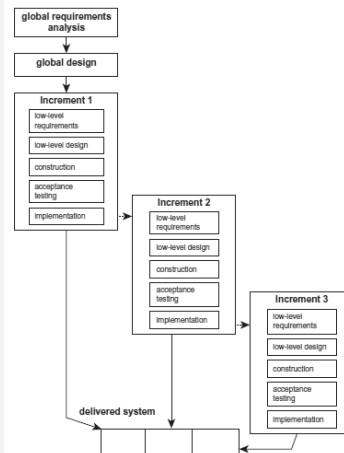 global requirements
analysis
global design
Increment 1
low-level
requirements
low-level design
construction
acceptance
testing
implementation
Increment 2
low-level
requirements
low-level design
construction
acceptance
testing
implementation
Increment 3
low-level
requirements
low-level design
construction
acceptance
testing
implementation
delivered system